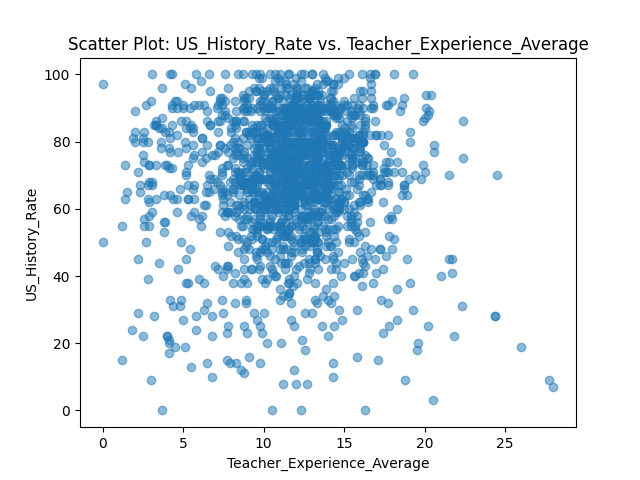 Scatter Plot: US_History_Rate vs. Teacher_Experience_Average
100
80
60
40
20
0
US_History_Rate
0 5 10 15 20 25
Teacher_Experience_Average